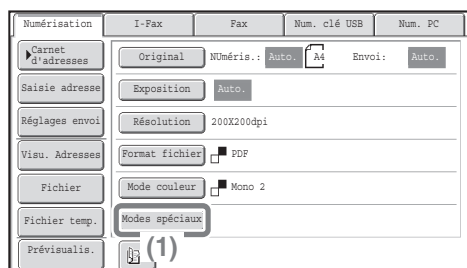 Numérisation I-Fax Fax Num. clé USB Num. PC
Carnet d'adresses
Original NUméris.: Auto. A4 Envoi: Auto.
Saisie adresse
Exposition Auto.
Réglages envoi
Résolution 200X200dpi
Visu. Adresses
Format fichier PDF
Fichier
Mode couleur Mono 2
Fichier temp.
Modes spéciaux
Prévisualis.
(1)